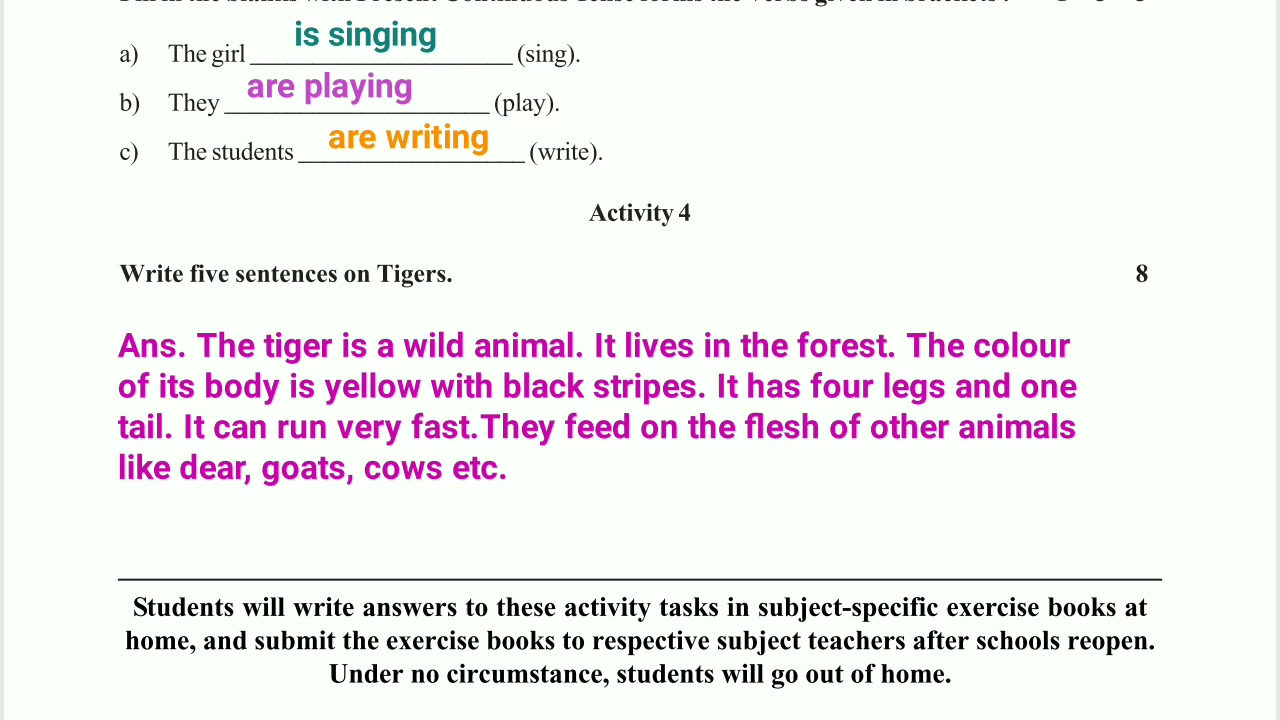 is singing
a) The girl ____________________ (sing).
are playing
b) They ____________________ (play).
are writing
c) The students __________________ (write).
Activity 4
Write five sentences on Tigers. 8
Ans. The tiger is a wild animal. It lives in the forest. The colour
of its body is yellow with black stripes. It has four legs and one
tail. It can run very fast.They feed on the flesh of other animals
like dear, goats, cows etc.
Students will write answers to these activity tasks in subject-specific exercise books at
home, and submit the exercise books to respective subject teachers after schools reopen.
Under no circumstance, students will go out of home.